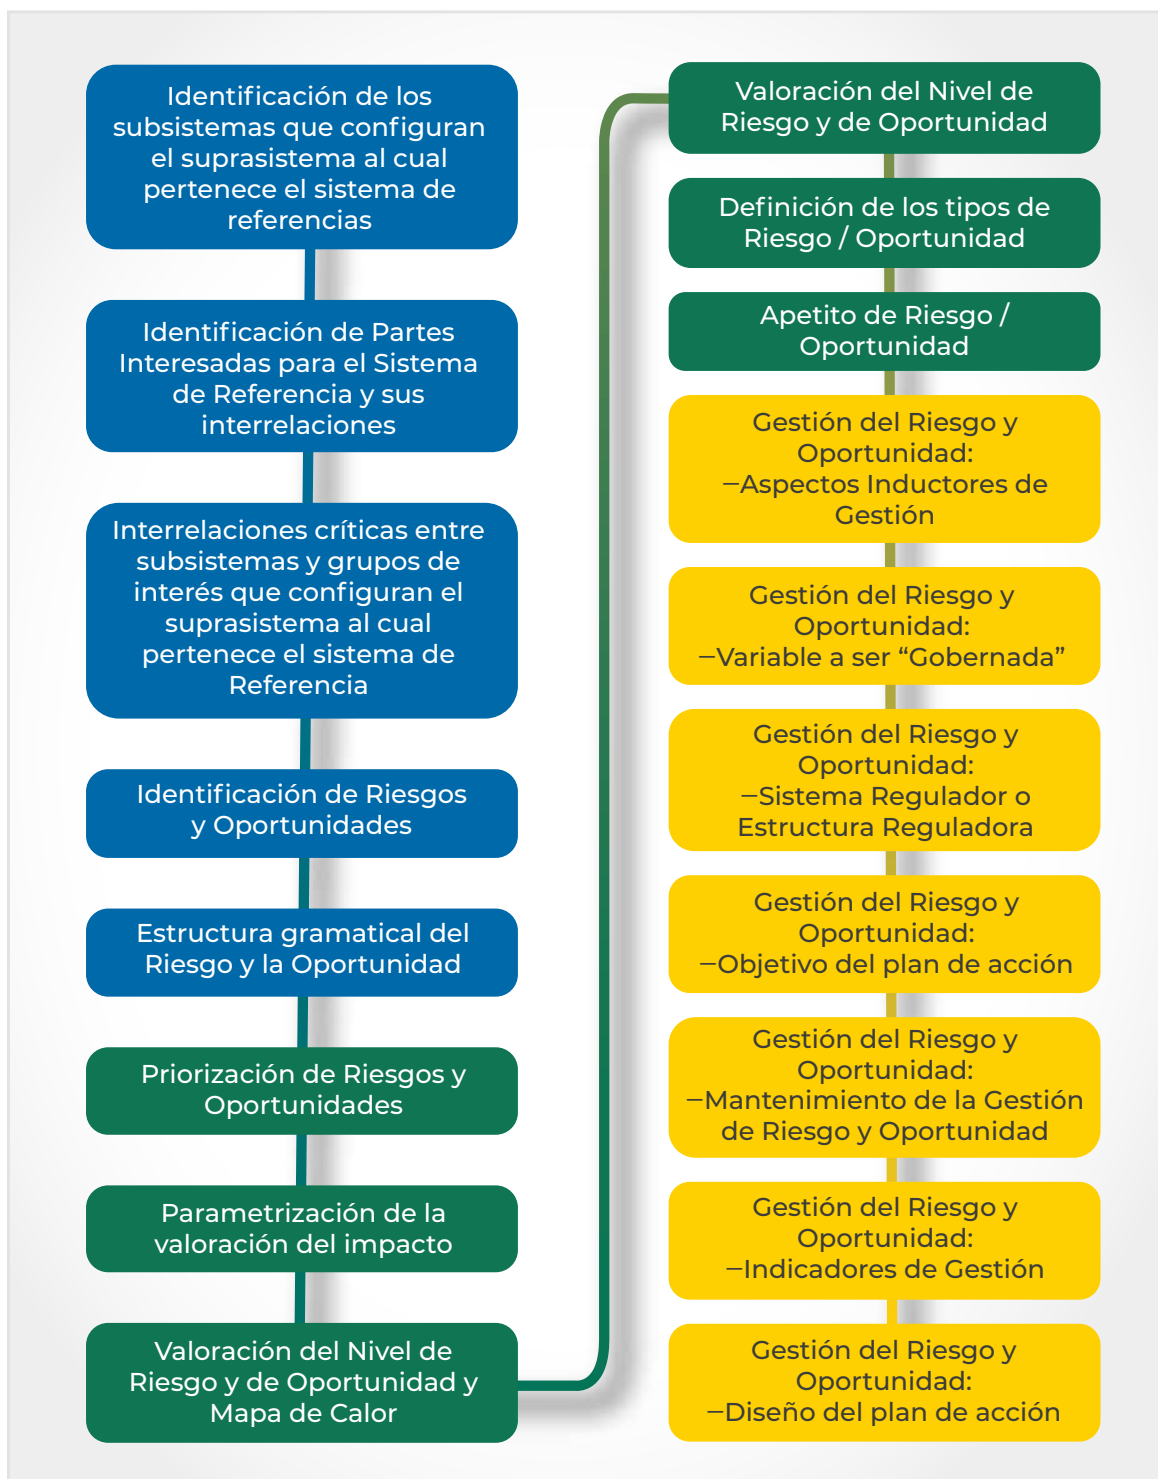 Identificación de los
subsistemas que configuran
el suprasistema al cual
pertenece el sistema de
referencias
Identificación de Partes
Interesadas para el Sistema
de Referencia y sus
interrelaciones
Interrelaciones críticas entre
subsistemas y grupos de
interés que configuran el
suprasistema al cual
pertenece el sistema de
Referencia
Identificación de Riesgos
y Oportunidades
Estructura gramatical del
Riesgo y la Oportunidad
Priorización de Riesgos y
Oportunidades
Parametrización de la
valoración del impacto
Valoración del Nivel de
Riesgo y de Oportunidad y
Mapa de Calor
Valoración del Nivel de
Riesgo y de Oportunidad
Definición de los tipos de
Riesgo / Oportunidad
Apetito de Riesgo /
Oportunidad
Gestión del Riesgo y
Oportunidad:
—Aspectos Inductores de
Gestión
Gestión del Riesgo y
Oportunidad:
—Variable a ser “Gobernada”
Gestión del Riesgo y
Oportunidad:
—Sistema Regulador o
Estructura Reguladora
Gestión del Riesgo y
Oportunidad:
—Objetivo del plan de acción
Gestión del Riesgo y
Oportunidad:
—Mantenimiento de la Gestión
de Riesgo y Oportunidad
Gestión del Riesgo y
Oportunidad:
—Indicadores de Gestión
Gestión del Riesgo y
Oportunidad:
—Diseño del plan de acción